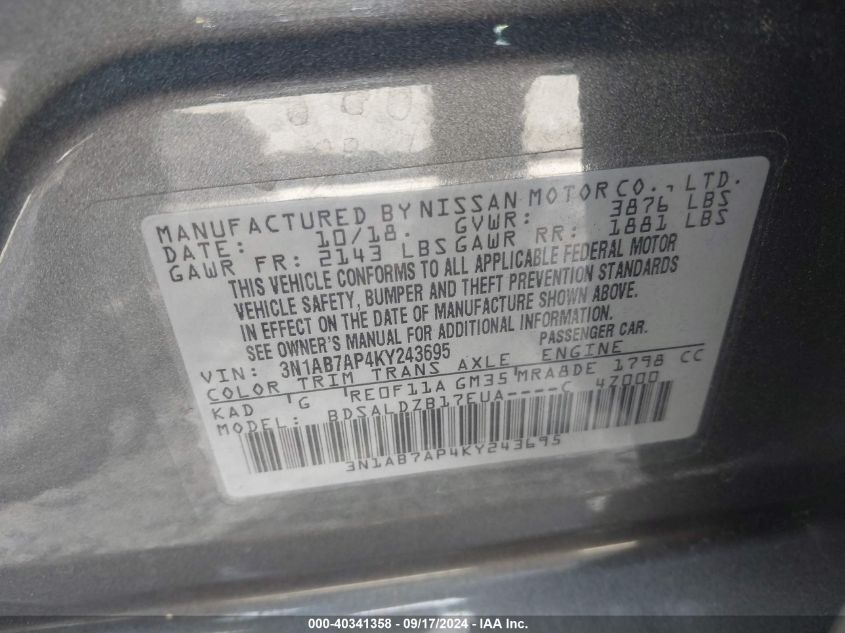 MANUFACTURED BY NISSAN MOTOR CO., LTD.
DATE: 10/18. GVWR: 3876 LBS
GAWR FR: 2143 LBS GAWR RR: 1881 LBS
THIS VEHICLE CONFORMS TO ALL APPLICABLE FEDERAL MOTOR
VEHICLE SAFETY, BUMPER AND THEFT PREVENTION STANDARDS
IN EFFECT ON THE DATE OF MANUFACTURE SHOWN ABOVE.
SEE OWNER'S MANUAL FOR ADDITIONAL INFORMATION.
VIN: 3N1AB7AP4KY243695 PASSENGER CAR.
COLOR TRIM TRANS AXLE ENGINE
KAD G RE0F11A GM35 MRA8DE 1798 CC
MODEL: BDSALDZB17EUA----C 4Z000
3N1AB7AP4KY243695
000-40341358 - 09/17/2024 - IAA Inc.